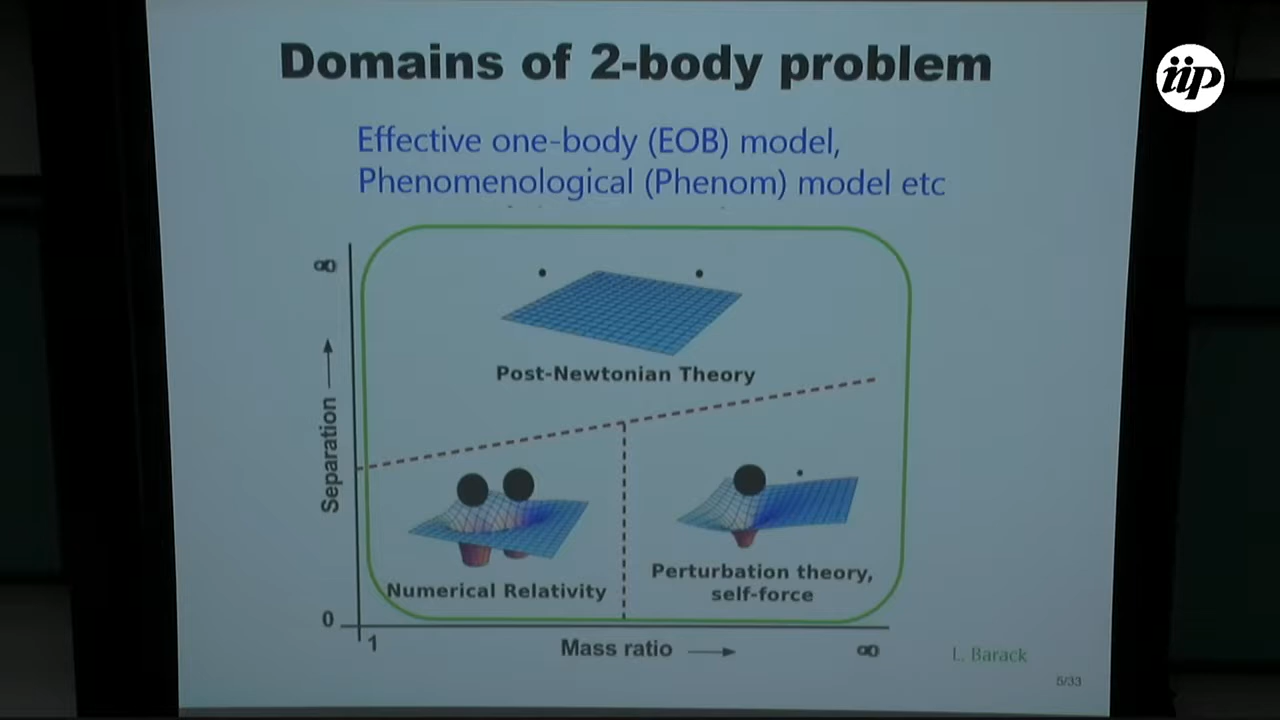 Domains of 2-body problem
iip
Effective one-body (EOB) model,
Phenomenological (Phenom) model etc
∞
Post-Newtonian Theory
Separation
Numerical Relativity
Perturbation theory,
self-force
0
1
Mass ratio
∞
L. Barack
5/33